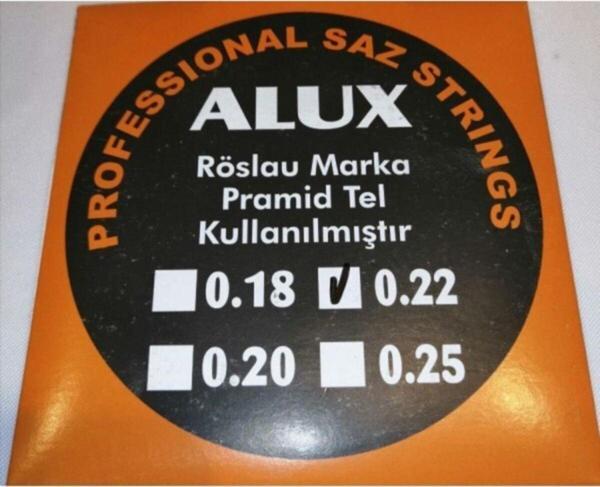 PROFESSIONAL SAZ STRINGS
ALUX
Röslau Marka
Pramid Tel
Kullanılmıştır
0.18 0.22
0.20 0.25